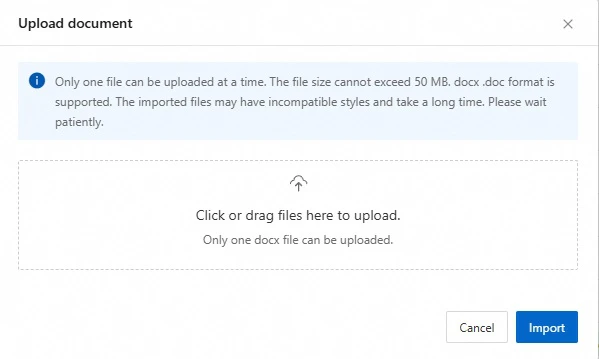 Upload document
Only one file can be uploaded at a time. The file size cannot exceed 50 MB. docx .doc format is
supported. The imported files may have incompatible styles and take a long time. Please wait
patiently.
Click or drag files here to upload.
Only one docx file can be uploaded.
Cancel
Import